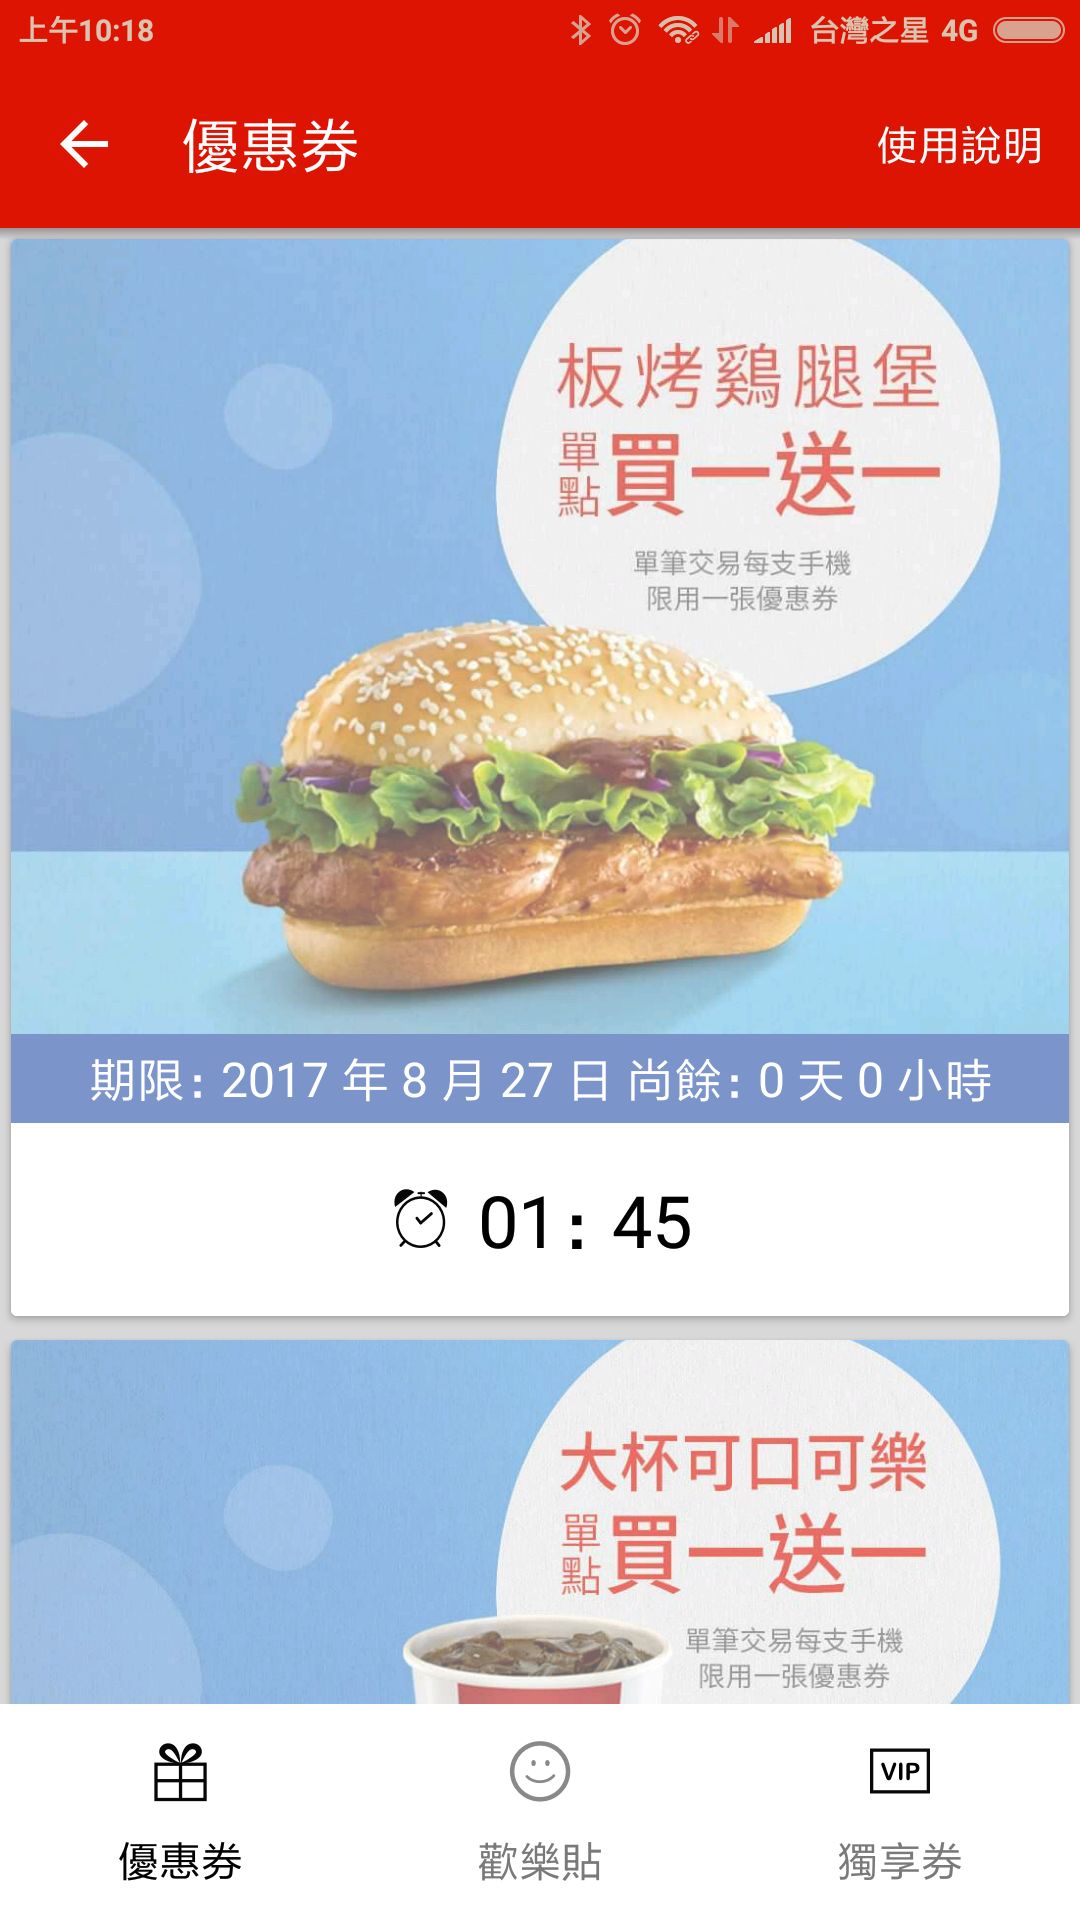 上午10:18
台灣之星 4G
優惠券
使用說明
板烤鷄腿堡
單點買一送一
單筆交易每支手機
限用一張優惠券
期限: 2017 年 8 月 27 日 尚餘: 0 天 0 小時
01: 45
大杯可口可樂
單點買一送一
單筆交易每支手機
限用一張優惠券
VIP
優惠券
歡樂貼
獨享券